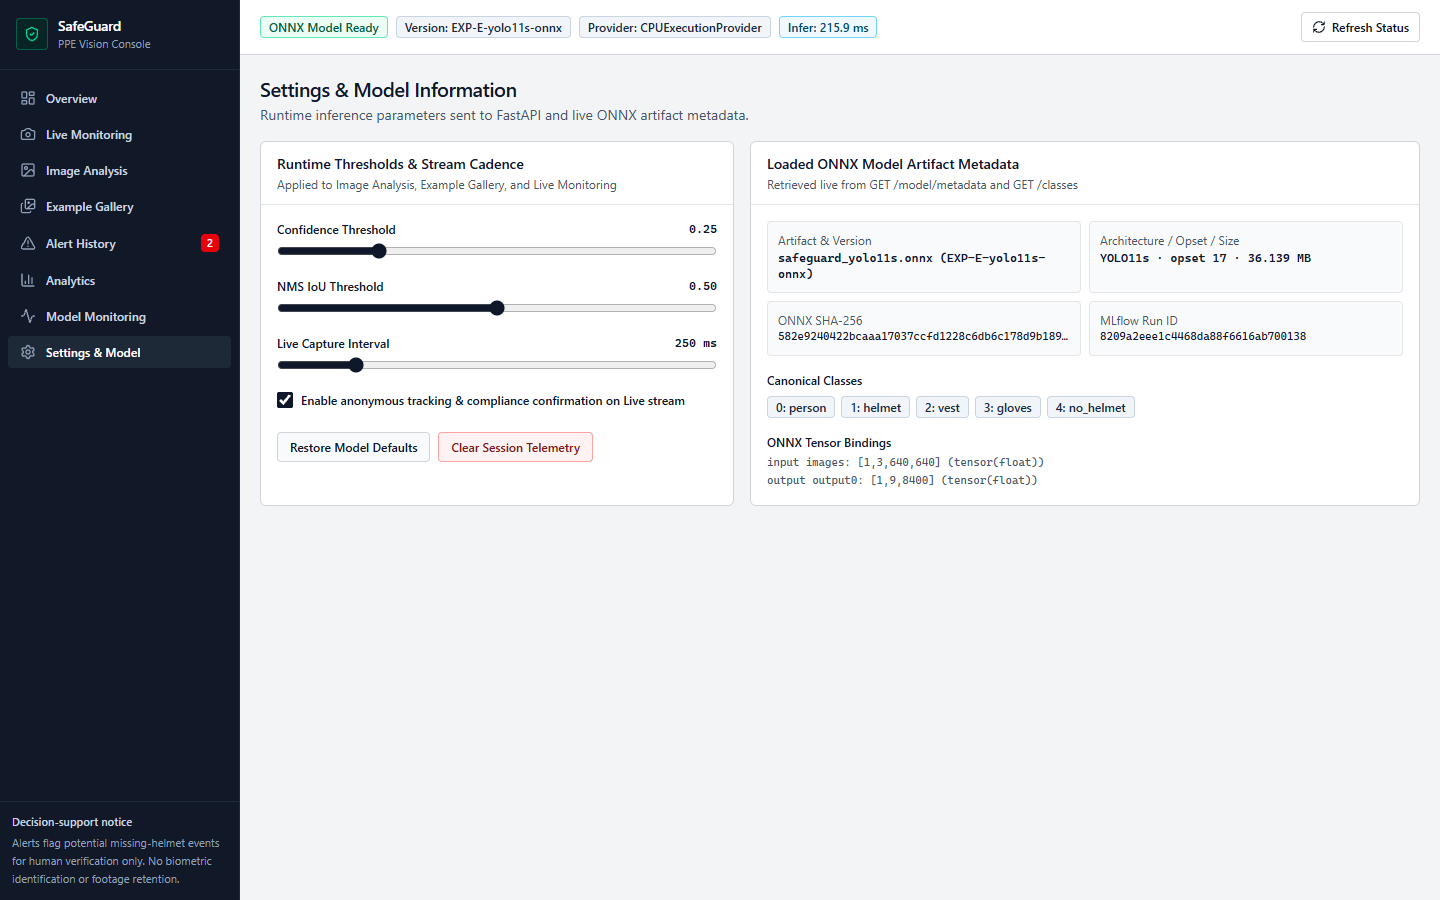 SafeGuard
PPE Vision Console
Overview
Live Monitoring
Image Analysis
Example Gallery
Alert History
2
Analytics
Model Monitoring
Settings & Model
Decision-support notice
Alerts flag potential missing-helmet events
for human verification only. No biometric
identification or footage retention.
ONNX Model Ready
Version: EXP-E-yolo11s-onnx
Provider: CPUExecutionProvider
Infer: 215.9 ms
Refresh Status
Settings & Model Information
Runtime inference parameters sent to FastAPI and live ONNX artifact metadata.
Runtime Thresholds & Stream Cadence
Applied to Image Analysis, Example Gallery, and Live Monitoring
Confidence Threshold 0.25
NMS IoU Threshold 0.50
Live Capture Interval 250 ms
Enable anonymous tracking & compliance confirmation on Live stream
Restore Model Defaults
Clear Session Telemetry
Loaded ONNX Model Artifact Metadata
Retrieved live from GET /model/metadata and GET /classes
Artifact & Version
safeguard_yolo11s.onnx (EXP-E-yolo11s-
onnx)
Architecture / Opset / Size
YOLO11s · opset 17 · 36.139 MB
ONNX SHA-256
582e9240422bcaaa17037ccfd1228c6db6c178d9b189…
MLflow Run ID
8209a2eee1c4468da88f6616ab700138
Canonical Classes
0: person
1: helmet
2: vest
3: gloves
4: no_helmet
ONNX Tensor Bindings
input images: [1,3,640,640] (tensor(float))
output output0: [1,9,8400] (tensor(float))